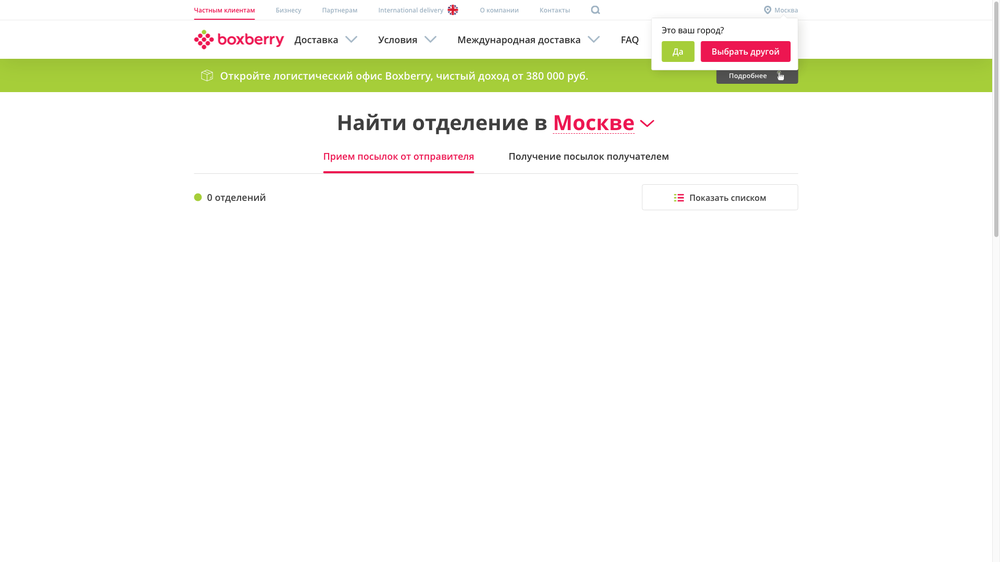 Частным клиентам Бизнесу Партнерам International delivery О компании Контакты Москва
boxberry Доставка Условия Международная доставка FAQ
Это ваш город?
Да Выбрать другой
Откройте логистический офис Boxberry, чистый доход от 380 000 руб. Подробнее
Найти отделение в Москве
Прием посылок от отправителя Получение посылок получателем
0 отделений Показать списком